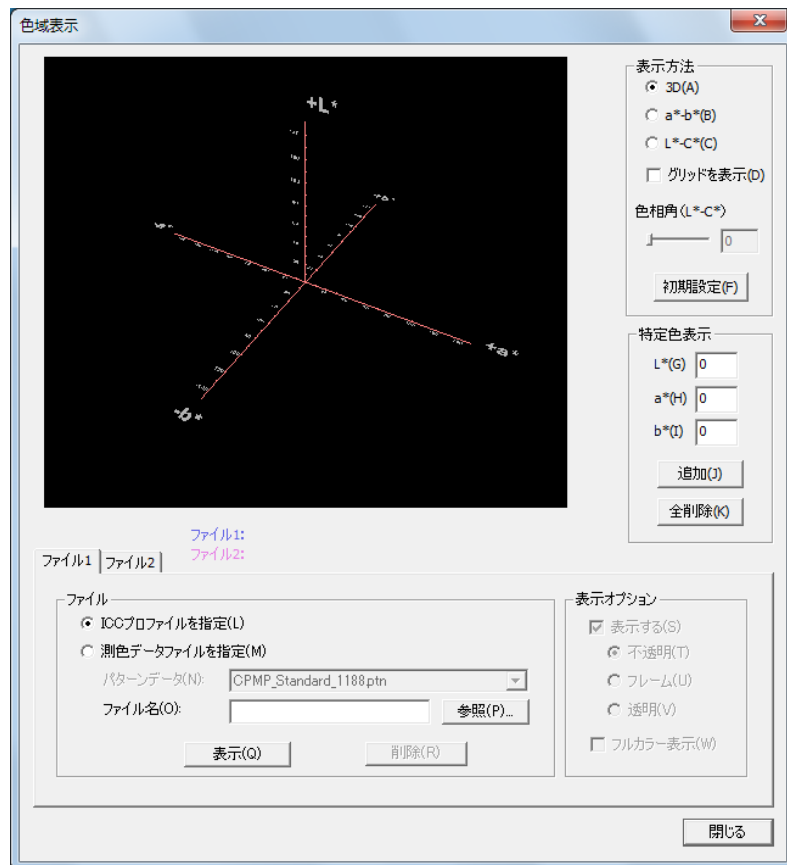 色域表示
+L*
+a*
-b*
ファイル1:
ファイル2:
表示方法
3D(A)
a*-b*(B)
L*-C*(C)
グリッドを表示(D)
色相角(L*-C*)
0
初期設定(F)
特定色表示
L*(G) 0
a*(H) 0
b*(I) 0
追加(J)
全削除(K)
ファイル1 ファイル2
ファイル
ICCプロファイルを指定(L)
測色データファイルを指定(M)
パターンデータ(N): CPMP_Standard_1188.ptn
ファイル名(O): 参照(P)...
表示(Q) 削除(R)
表示オプション
表示する(S)
不透明(T)
フレーム(U)
透明(V)
フルカラー表示(W)
閉じる